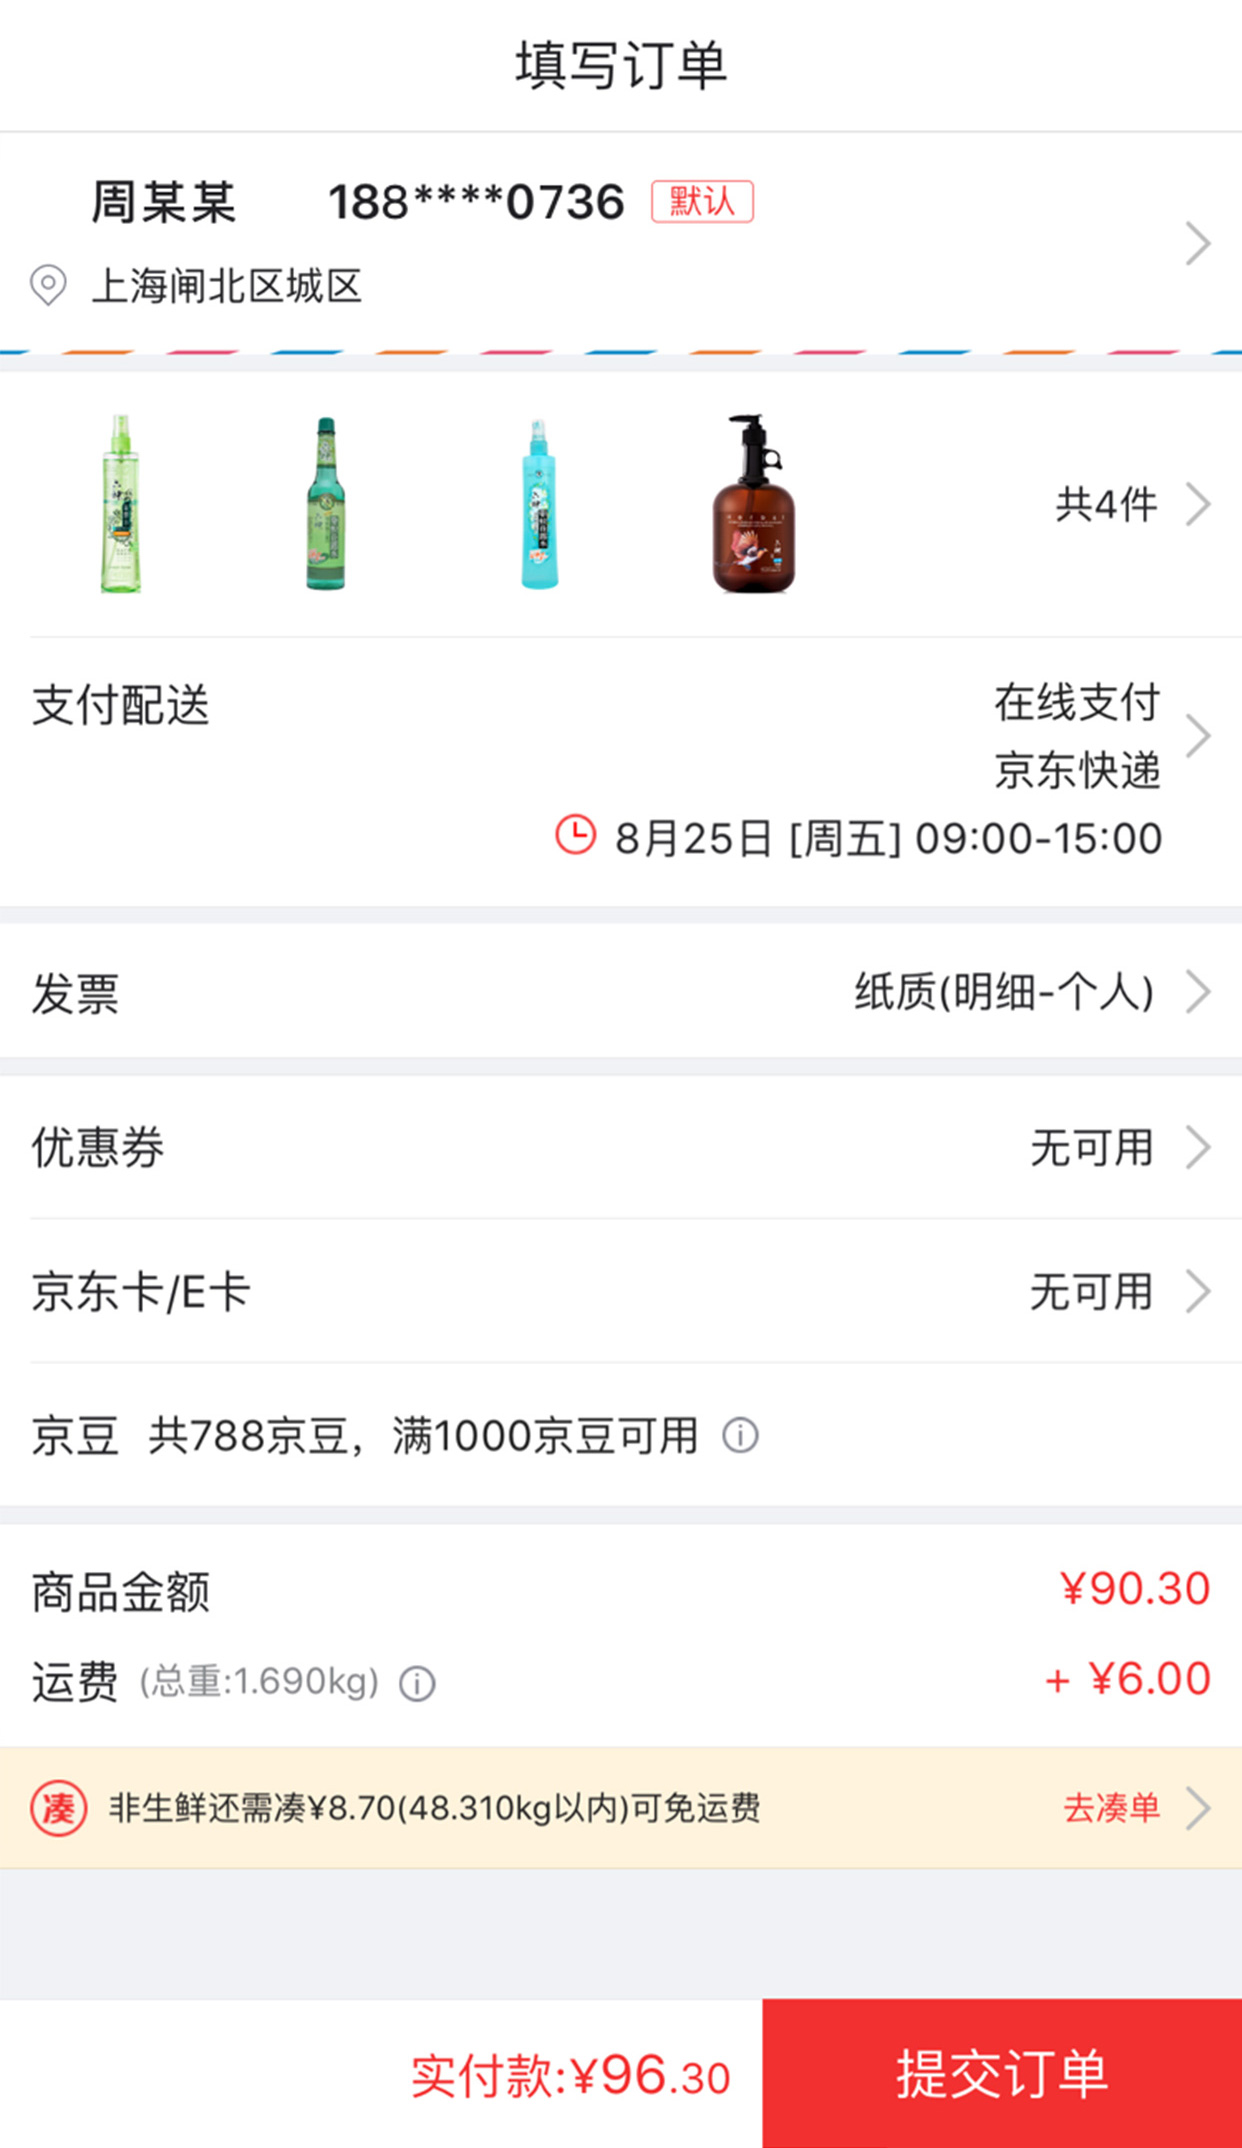 填写订单
周某某 188****0736 默认
上海闸北区城区
共4件
支付配送 在线支付
京东快递
8月25日 [周五] 09:00-15:00
发票 纸质(明细-个人)
优惠券 无可用
京东卡/E卡 无可用
京豆 共788京豆，满1000京豆可用
商品金额 ¥90.30
运费 (总重:1.690kg) + ¥6.00
凑 非生鲜还需凑¥8.70(48.310kg以内)可免运费 去凑单
实付款:¥96.30 提交订单